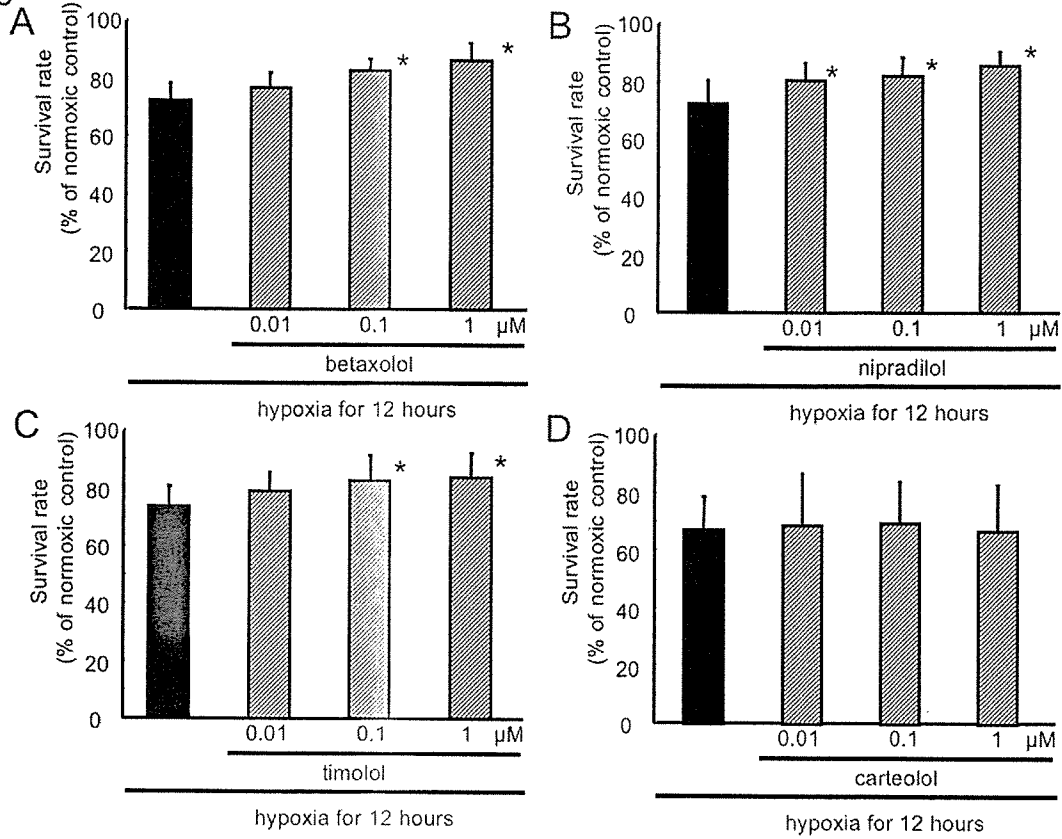 A
Survival rate
(% of normoxic control)
100
80
60
40
20
0
*
*
0.01 0.1 1 µM
betaxolol
hypoxia for 12 hours
B
Survival rate
(% of normoxic control)
100
80
60
40
20
0
*
*
*
0.01 0.1 1 µM
nipradilol
hypoxia for 12 hours
C
Survival rate
(% of normoxic control)
100
80
60
40
20
0
*
*
0.01 0.1 1 µM
timolol
hypoxia for 12 hours
D
Survival rate
(% of normoxic control)
100
80
60
40
20
0
0.01 0.1 1 µM
carteolol
hypoxia for 12 hours